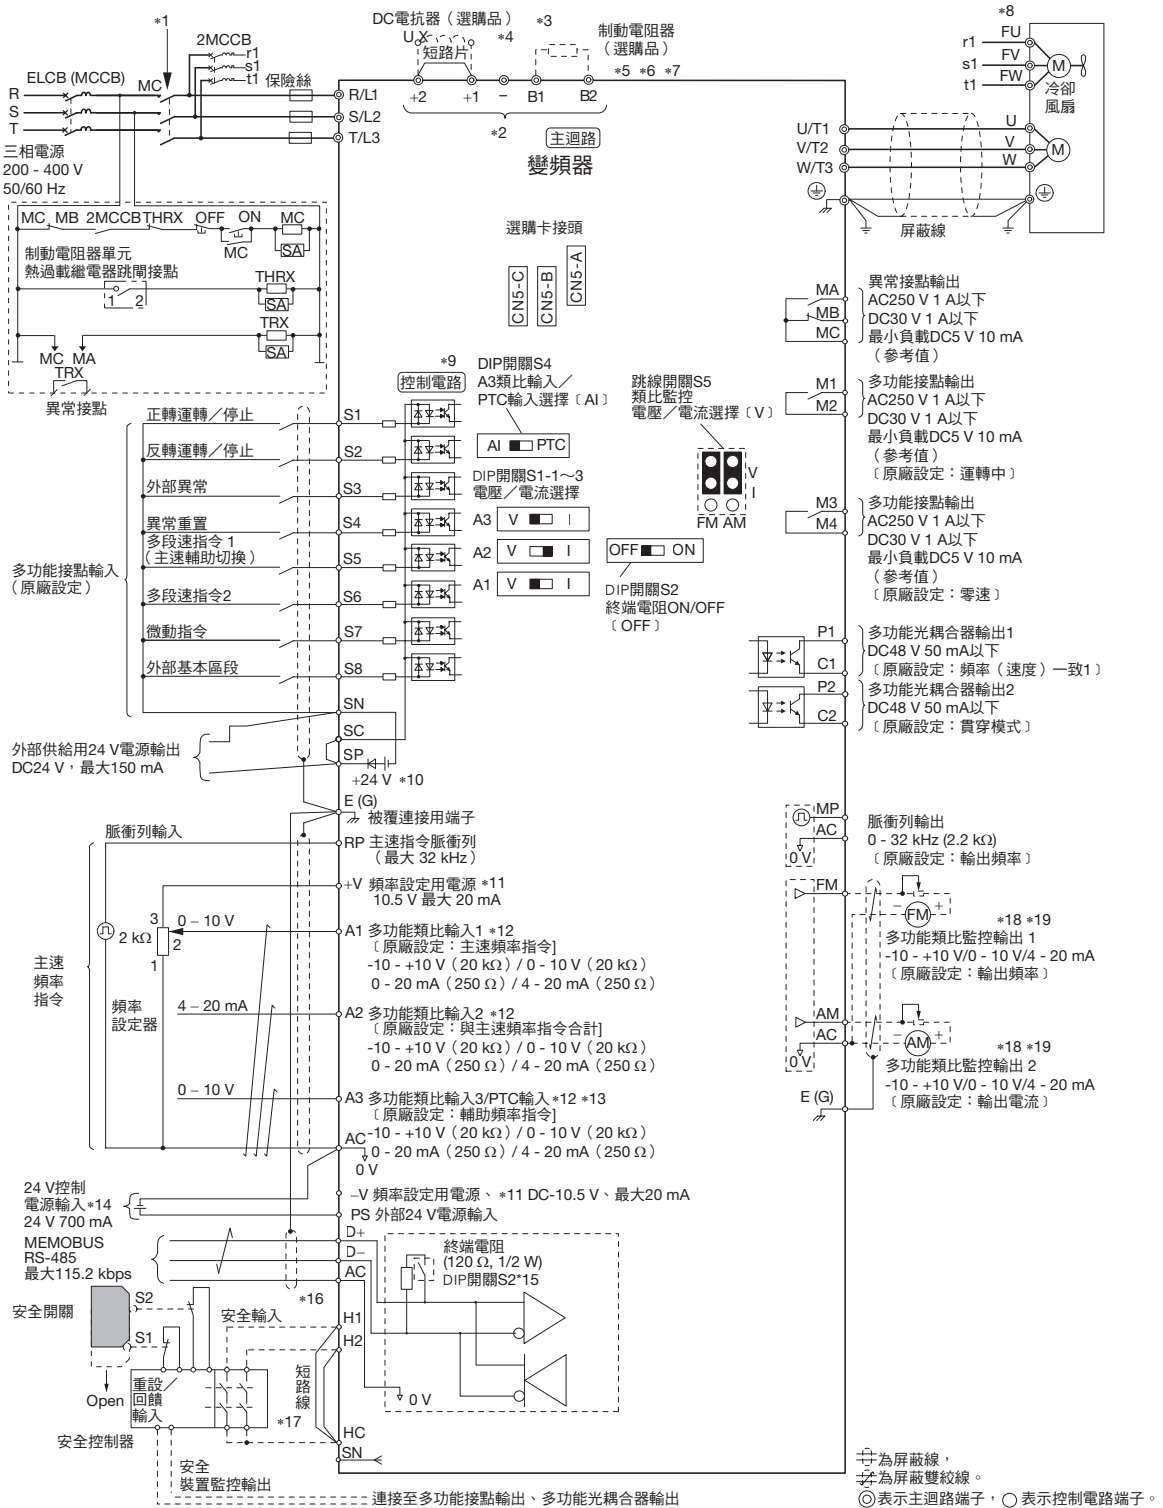 *1
2MCCB
r1
s1
t1
保險絲
ELCB (MCCB)
MC
R
S
T
三相電源
200 - 400 V
50/60 Hz
DC電抗器（選購品）
U X
短路片
*4
*3
制動電阻器
（選購品）
*5 *6 *7
+2
+1
−
B1
B2
*2
主迴路
變頻器
R/L1
S/L2
T/L3
*8
r1
FU
s1
FV
t1
FW
M
冷卻
風扇
U/T1
U
V/T2
V
W/T3
W
M
屏蔽線
MC MB 2MCCB THRX OFF ON MC
MC
SA
制動電阻器單元
熱過載繼電器跳閘接點
1 2
THRX
SA
TRX
SA
MC MA
TRX
異常接點
選購卡接頭
CN5-C
CN5-B
CN5-A
MA
MB
MC
異常接點輸出
AC250 V 1 A以下
DC30 V 1 A以下
最小負載DC5 V 10 mA
（參考值）
M1
M2
多功能接點輸出
AC250 V 1 A以下
DC30 V 1 A以下
最小負載DC5 V 10 mA
（參考值）
〔原廠設定：運轉中〕
M3
M4
多功能接點輸出
AC250 V 1 A以下
DC30 V 1 A以下
最小負載DC5 V 10 mA
（參考值）
〔原廠設定：零速〕
*9
控制電路
DIP開關S4
A3類比輸入／
PTC輸入選擇〔AI〕
AI PTC
DIP開關S1-1～3
電壓／電流選擇
A3 V I
A2 V I
A1 V I
OFF ON
DIP開關S2
終端電阻ON/OFF
〔OFF〕
跳線開關S5
類比監控
電壓／電流選擇〔V〕
V
I
FM AM
多功能接點輸入
（原廠設定）
正轉運轉／停止
S1
反轉運轉／停止
S2
外部異常
S3
異常重置
S4
多段速指令1
（主速輔助切換）
S5
多段速指令2
S6
微動指令
S7
外部基本區段
S8
SN
SC
SP
+24 V *10
外部供給用24 V電源輸出
DC24 V，最大150 mA
P1
C1
多功能光耦合器輸出1
DC48 V 50 mA以下
〔原廠設定：頻率（速度）一致1〕
P2
C2
多功能光耦合器輸出2
DC48 V 50 mA以下
〔原廠設定：貫穿模式〕
E (G)
被覆連接用端子
脈衝列輸入
RP 主速指令脈衝列
（最大 32 kHz）
+V 頻率設定用電源 *11
10.5 V 最大 20 mA
主速
頻率
指令
2 kΩ
3
2
1
0 – 10 V
頻率
設定器
A1 多功能類比輸入1 *12
〔原廠設定：主速頻率指令]
-10 - +10 V（20 kΩ）/ 0 - 10 V（20 kΩ）
0 - 20 mA（250 Ω）/ 4 - 20 mA（250 Ω）
4 – 20 mA
A2 多功能類比輸入2 *12
〔原廠設定：與主速頻率指令合計]
-10 - +10 V（20 kΩ）/ 0 - 10 V（20 kΩ）
0 - 20 mA（250 Ω）/ 4 - 20 mA（250 Ω）
0 – 10 V
A3 多功能類比輸入3/PTC輸入*12 *13
〔原廠設定：輔助頻率指令]
-10 - +10 V（20 kΩ）/ 0 - 10 V（20 kΩ）
0 - 20 mA（250 Ω）/ 4 - 20 mA（250 Ω）
AC
0 V
–V 頻率設定用電源、 *11 DC-10.5 V、最大20 mA
PS 外部24 V電源輸入
24 V控制
電源輸入*14
24 V 700 mA
MP
AC
0 V
脈衝列輸出
0 - 32 kHz (2.2 kΩ)
〔原廠設定：輸出頻率〕
FM
− +
FM
*18 *19
多功能類比監控輸出 1
-10 - +10 V/0 - 10 V/4 - 20 mA
〔原廠設定：輸出頻率〕
AM
AC
0 V
− +
AM
*18 *19
多功能類比監控輸出 2
-10 - +10 V/0 - 10 V/4 - 20 mA
〔原廠設定：輸出電流〕
E (G)
MEMOBUS
RS-485
最大115.2 kbps
D+
D−
AC
*16
終端電阻
(120 Ω, 1/2 W)
DIP開關S2*15
0 V
安全開關
S2
S1
Open
安全輸入
H1
H2
短路線
重設／
回饋
輸入
*17
HC
SN
安全控制器
安全
裝置監控輸出
連接至多功能接點輸出、多功能光耦合器輸出
為屏蔽線，
為屏蔽雙絞線。
表示主迴路端子，表示控制電路端子。